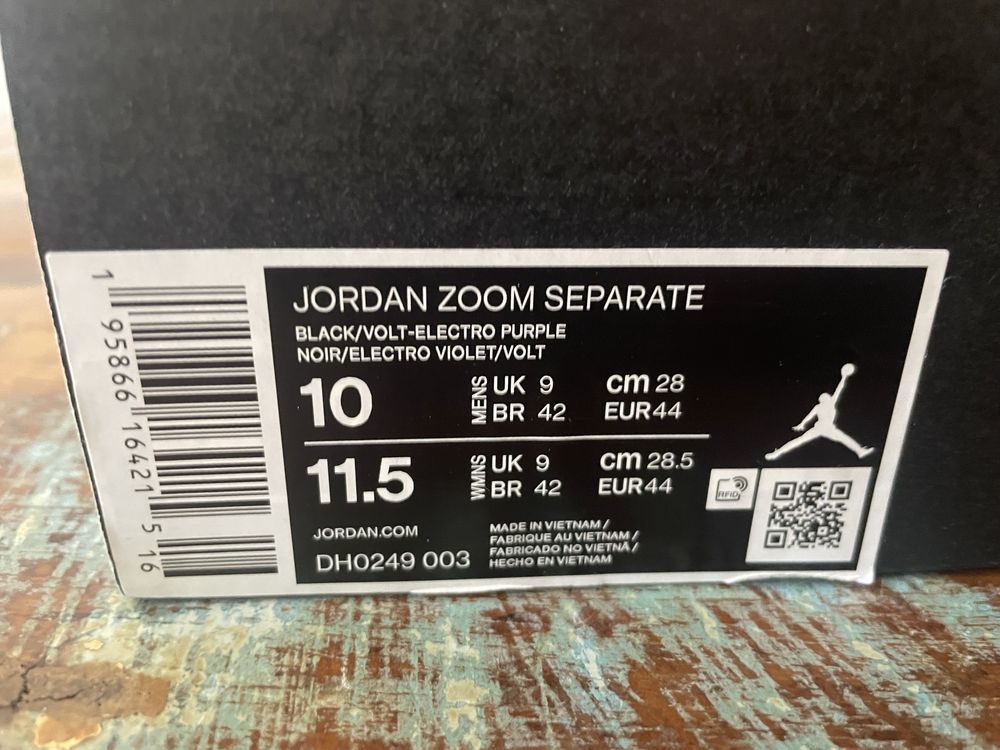 JORDAN ZOOM SEPARATE
BLACK/VOLT-ELECTRO PURPLE
NOIR/ELECTRO VIOLET/VOLT
10 MENS UK 9 cm 28
BR 42 EUR 44
11.5 WMNS UK 9 cm 28.5
BR 42 EUR 44
RFID
JORDAN.COM
DH0249 003
MADE IN VIETNAM /
FABRIQUE AU VIETNAM /
FABRICADO NO VIETNÃ /
HECHO EN VIETNAM
1 95866 16421 5 16